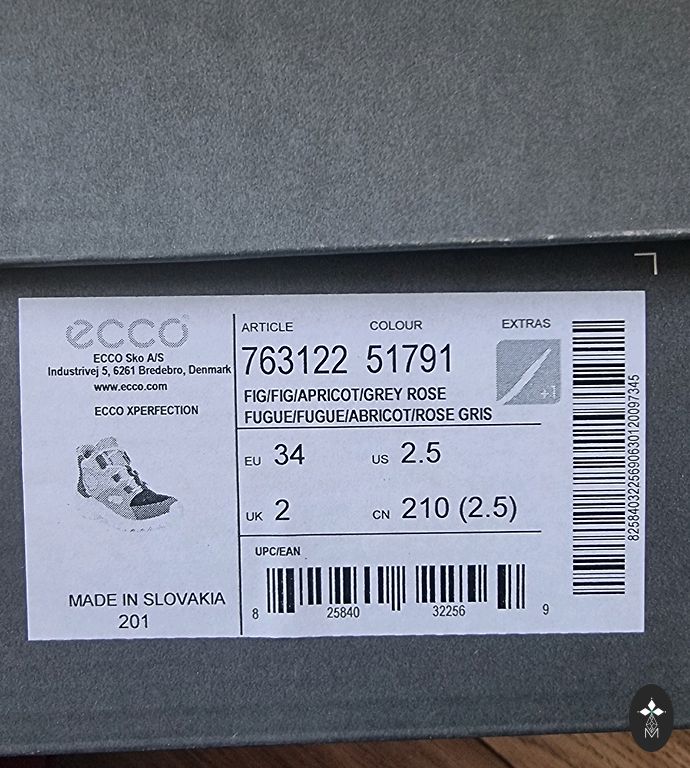 ecco
ECCO Sko A/S
Industrivej 5, 6261 Bredebro, Denmark
www.ecco.com
ECCO XPERFECTION
MADE IN SLOVAKIA
201
ARTICLE COLOUR EXTRAS
763122 51791
+1
FIG/FIG/APRICOT/GREY ROSE
FUGUE/FUGUE/ABRICOT/ROSE GRIS
EU 34 US 2.5
UK 2 CN 210 (2.5)
UPC/EAN
8 25840 32256 9
825840322569063012009​7345
M